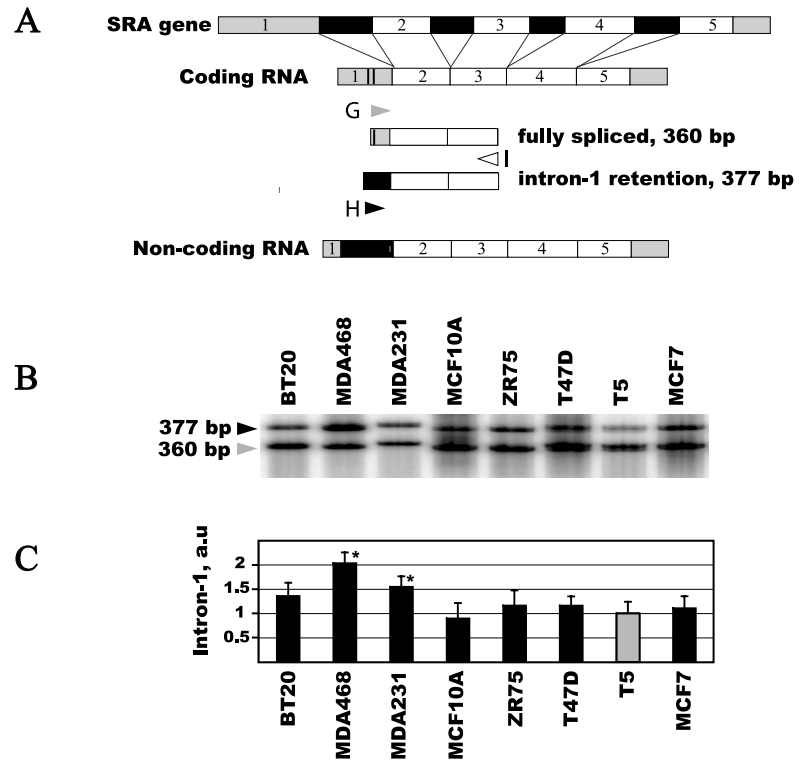 A
SRA gene 1 2 3 4 5
Coding RNA 1 2 3 4 5
G
fully spliced, 360 bp
I
intron-1 retention, 377 bp
H
Non-coding RNA 1 2 3 4 5
B
BT20 MDA468 MDA231 MCF10A ZR75 T47D T5 MCF7
377 bp
360 bp
C
Intron-1, a.u
2
1.5
1
0.5
* *
BT20 MDA468 MDA231 MCF10A ZR75 T47D T5 MCF7